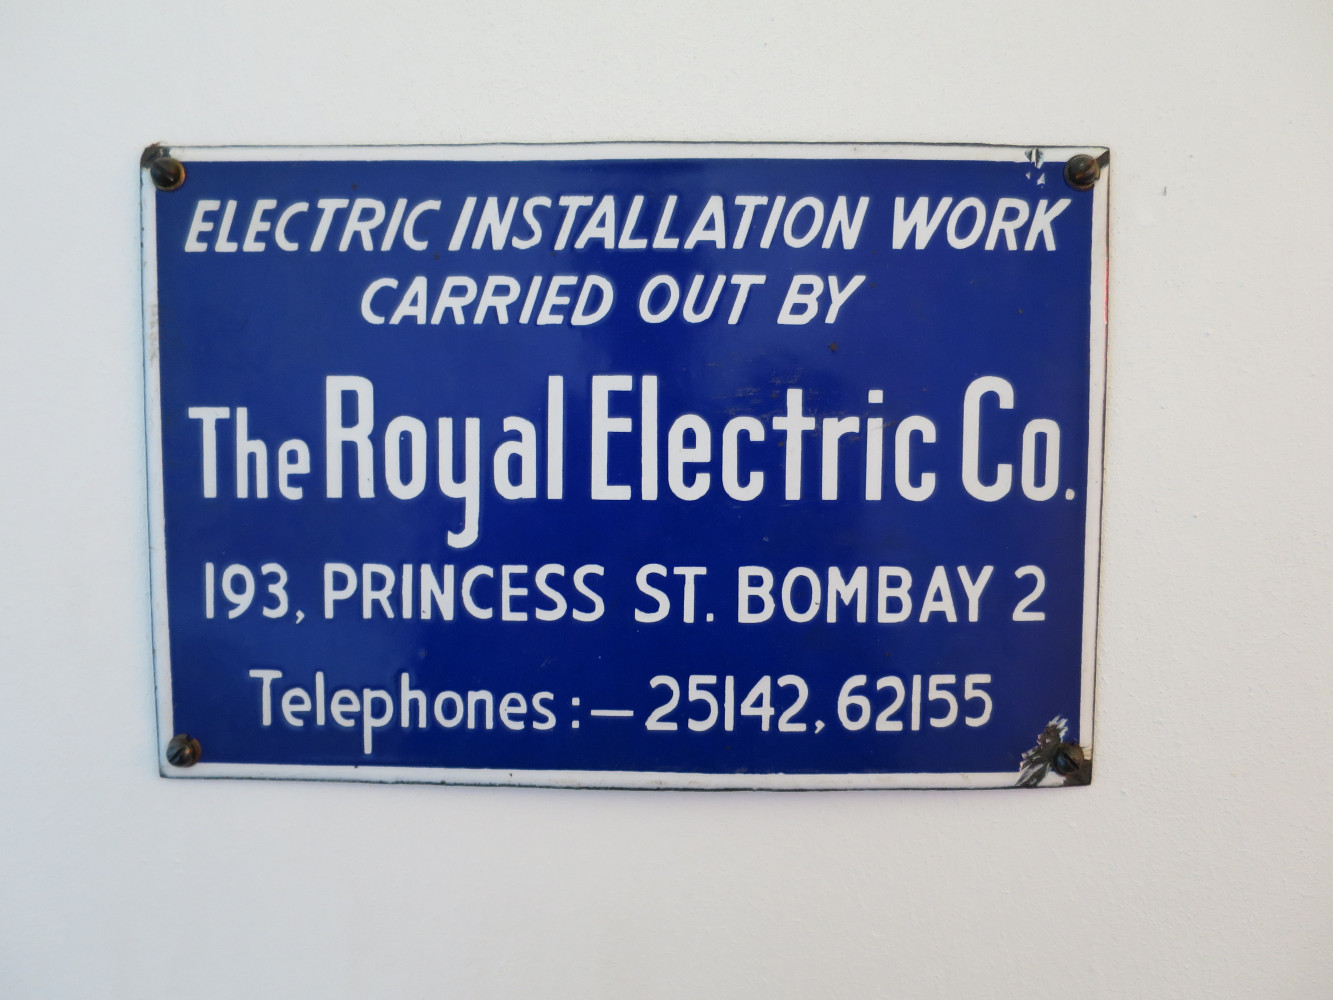 ELECTRIC INSTALLATION WORK
CARRIED OUT BY
The Royal Electric Co.
193, PRINCESS ST. BOMBAY 2
Telephones:— 25142, 62155